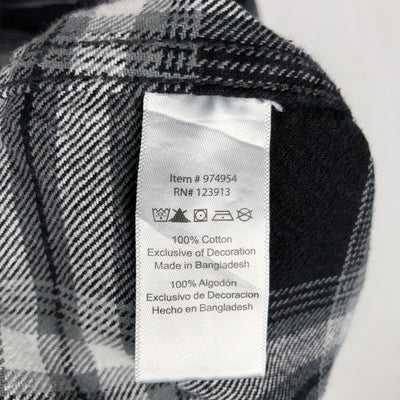 Item # 974954
RN# 123913
100% Cotton
Exclusive of Decoration
Made in Bangladesh
100% Algodón
Exclusivo de Decoracion
Hecho en Bangladesh